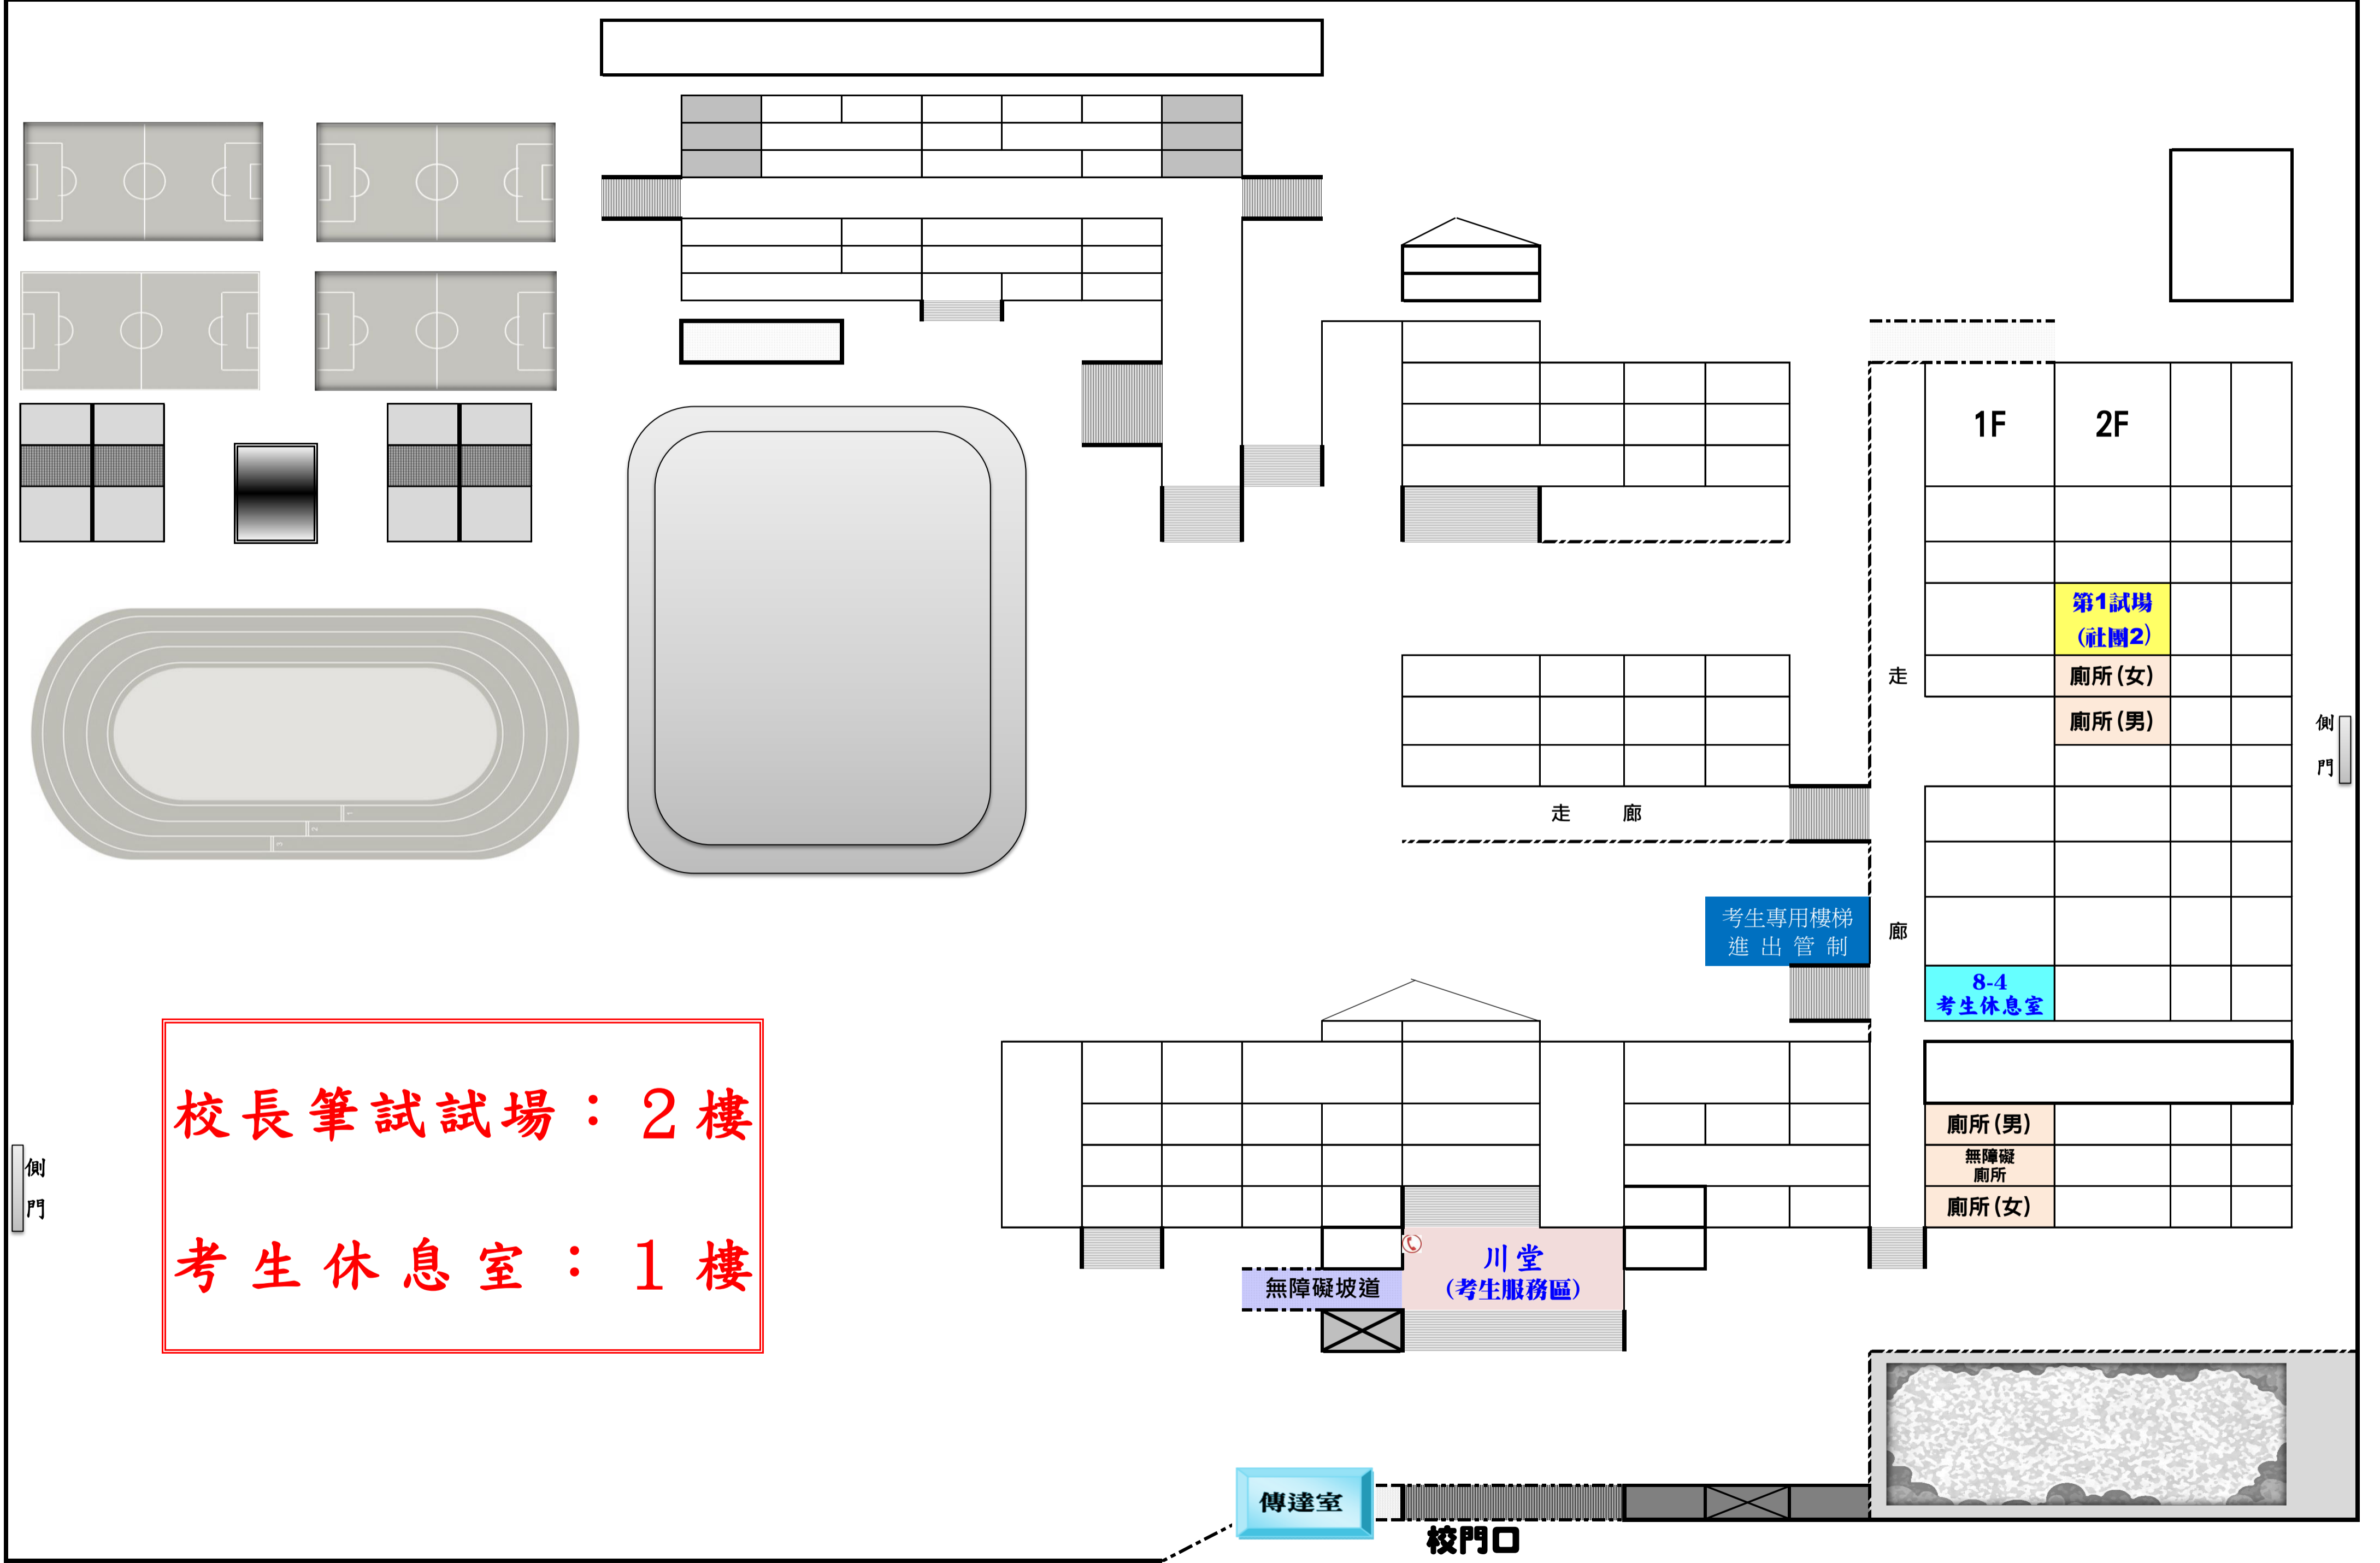 1F
2F
第1試場
(社團2)
走
廁所(女)
廁所(男)
側
門
走 廊
考生專用樓梯
進出管制
廊
8-4
考生休息室
校長筆試試場：2樓
考生休息室：1樓
側
門
廁所(男)
無障礙
廁所
廁所(女)
川堂
(考生服務區)
無障礙坡道
傳達室
校門口
1
2
3